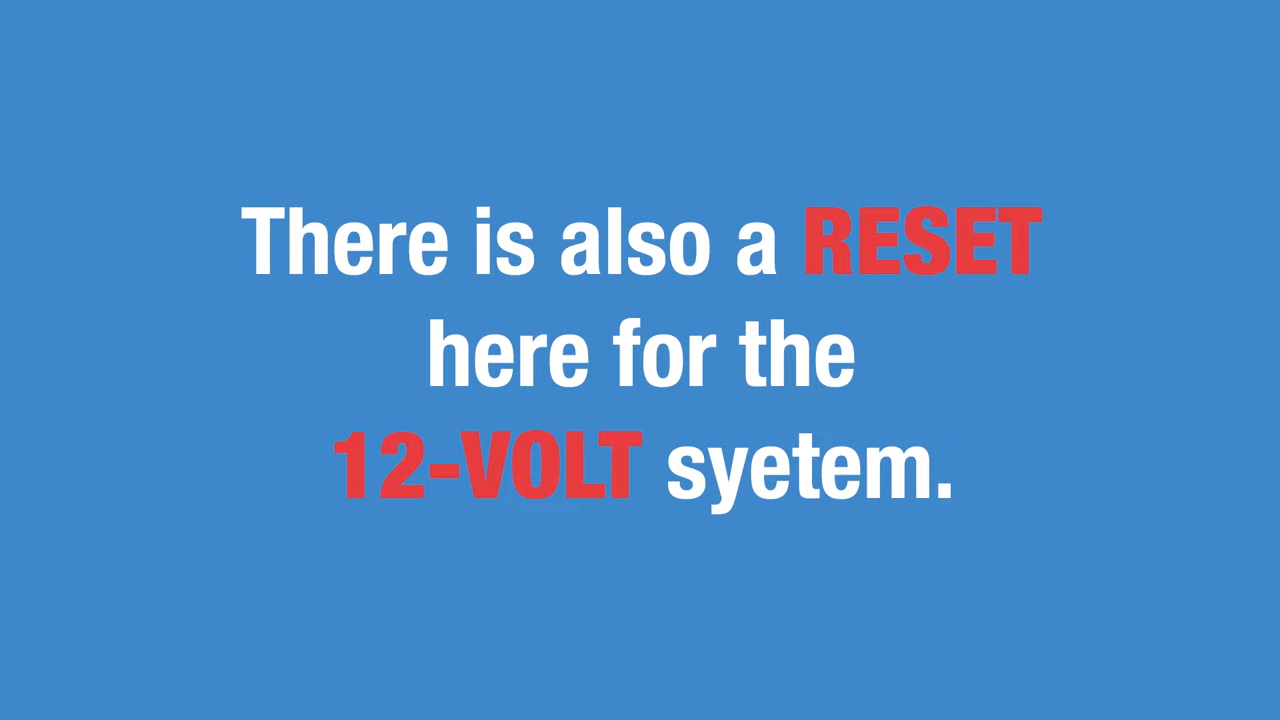 There is also a RESET
here for the
12-VOLT syetem.